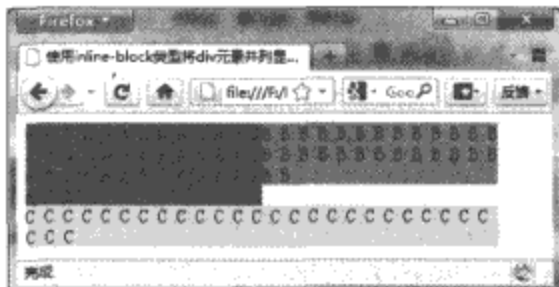 Firefox
使用inline-block类型将div元素并列显...
file:///F:/l Goo 反馈
B B B B B B B B B B B B B
B B B B B B B B B B B B B
B B
C C C C C C C C C C C C C C C C C C C C C C C C C
C C C
完成